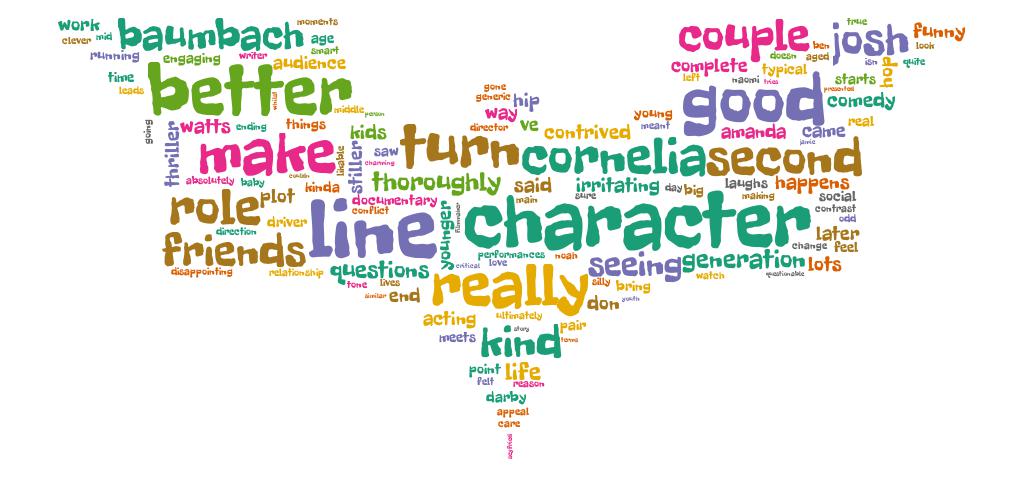 work
moments
clever
mid
baumbach
age
running
engaging
writer
smart
audience
time
better
leads
whilst
middle
person
couple
ben
josh
true
funny
look
doesn
complete
aged
isn
quite
left
naomi
typical
tries
boy
starts
presented
good
comedy
gone
generic
hip
way
director
ve
young
meant
contrived
amanda
came
real
jamie
going
thriller
watts
ending
things
kids
make
likable
saw
charming
turn
cornelia
second
absolutely
baby
couldn
kinda
stiller
thoroughly
said
main
irritating
sure
day
big
laughs
making
happens
social
contrast
odd
role
plot
documentary
conflict
driver
direction
line
younger
filmmaker
character
later
change
feel
friends
disappointing
relationship
questions
tone
lives
critical
love
performances
noah
seeing
generation
watch
questionable
lots
similar
end
really
silly
bring
don
youth
acting
ultimately
meets
kind
story
pair
terms
point
life
felt
reason
darby
appeal
care
seyfried